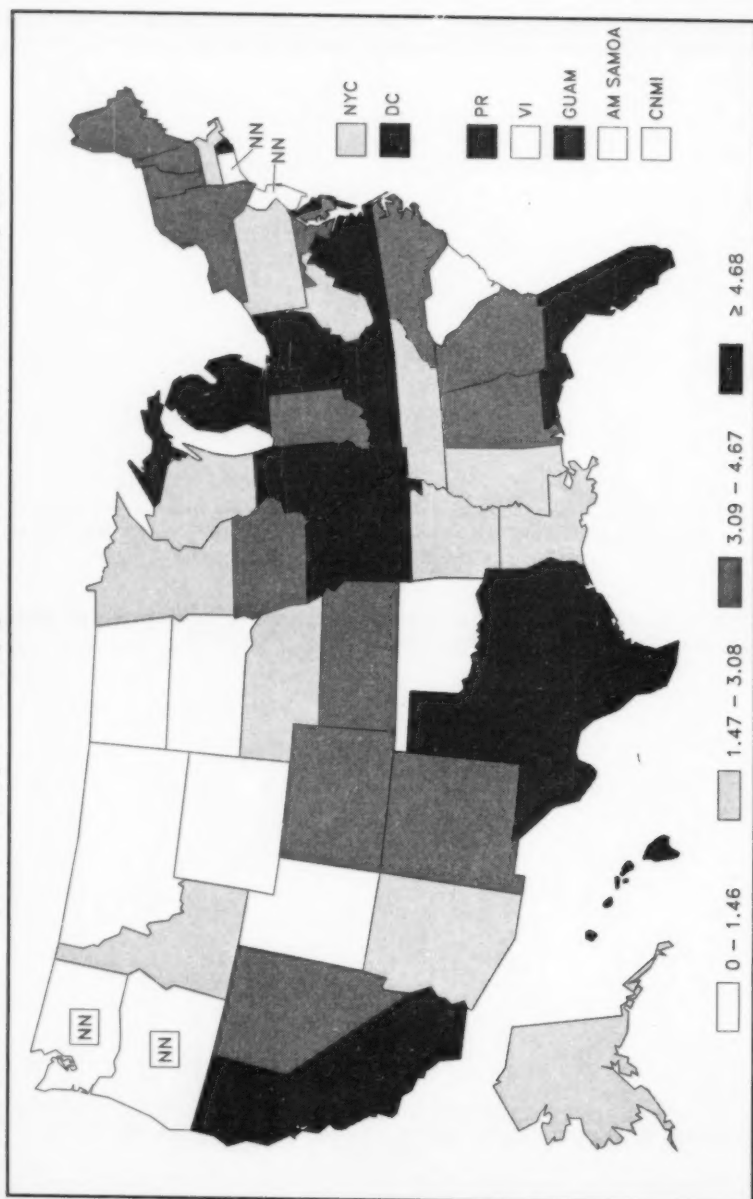 NN
NN
NN
NN
NYC
DC
PR
VI
GUAM
AM SAMOA
CNMI
0 – 1.46
1.47 – 3.08
3.09 – 4.67
≥ 4.68